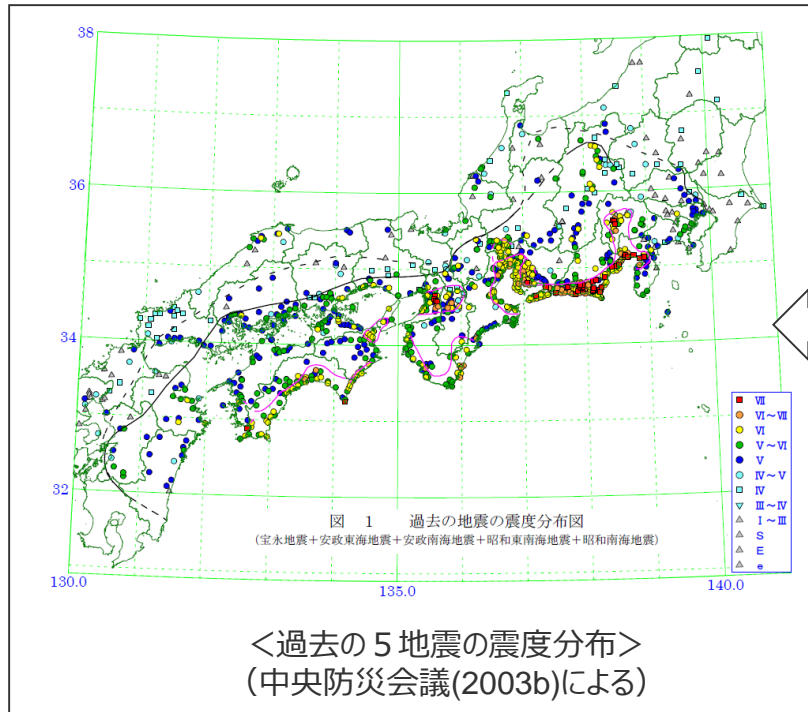 38
36
34
32
130.0
135.0
140.0
VII
VI～VII
VI
V～VI
V
IV～V
IV
III～IV
I～III
S
E
e
図 1 過去の地震の震度分布図
(宝永地震＋安政東海地震＋安政南海地震＋昭和東南海地震＋昭和南海地震)
＜過去の５地震の震度分布＞
（中央防災会議(2003b)による）